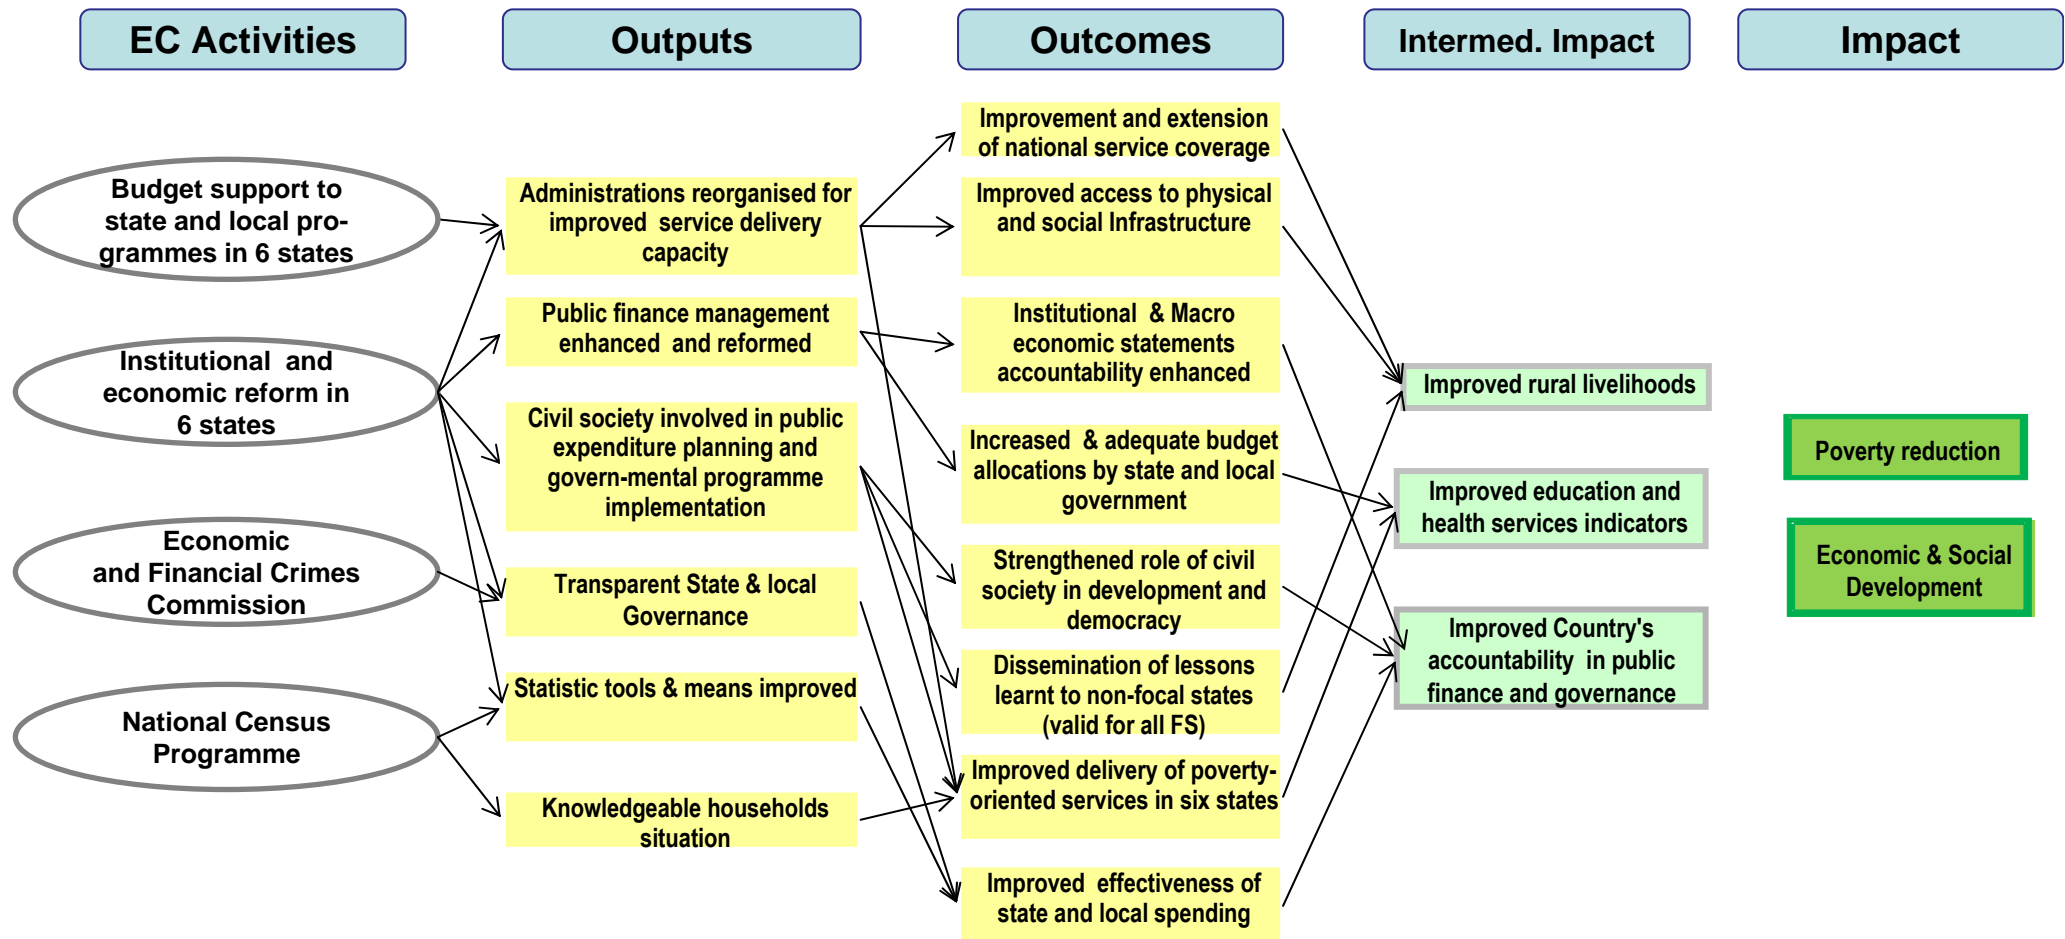 EC Activities
Outputs
Outcomes
Intermed. Impact
Impact
Budget support to
state and local pro-
grammes in 6 states
Institutional and
economic reform in
6 states
Economic
and Financial Crimes
Commission
National Census
Programme
Administrations reorganised for
improved service delivery
capacity
Public finance management
enhanced and reformed
Civil society involved in public
expenditure planning and
govern-mental programme
implementation
Transparent State & local
Governance
Statistic tools & means improved
Knowledgeable households
situation
Improvement and extension
of national service coverage
Improved access to physical
and social Infrastructure
Institutional & Macro
economic statements
accountability enhanced
Increased & adequate budget
allocations by state and local
government
Strengthened role of civil
society in development and
democracy
Dissemination of lessons
learnt to non-focal states
(valid for all FS)
Improved delivery of poverty-
oriented services in six states
Improved effectiveness of
state and local spending
Improved rural livelihoods
Improved education and
health services indicators
Improved Country's
accountability in public
finance and governance
Poverty reduction
Economic & Social
Development